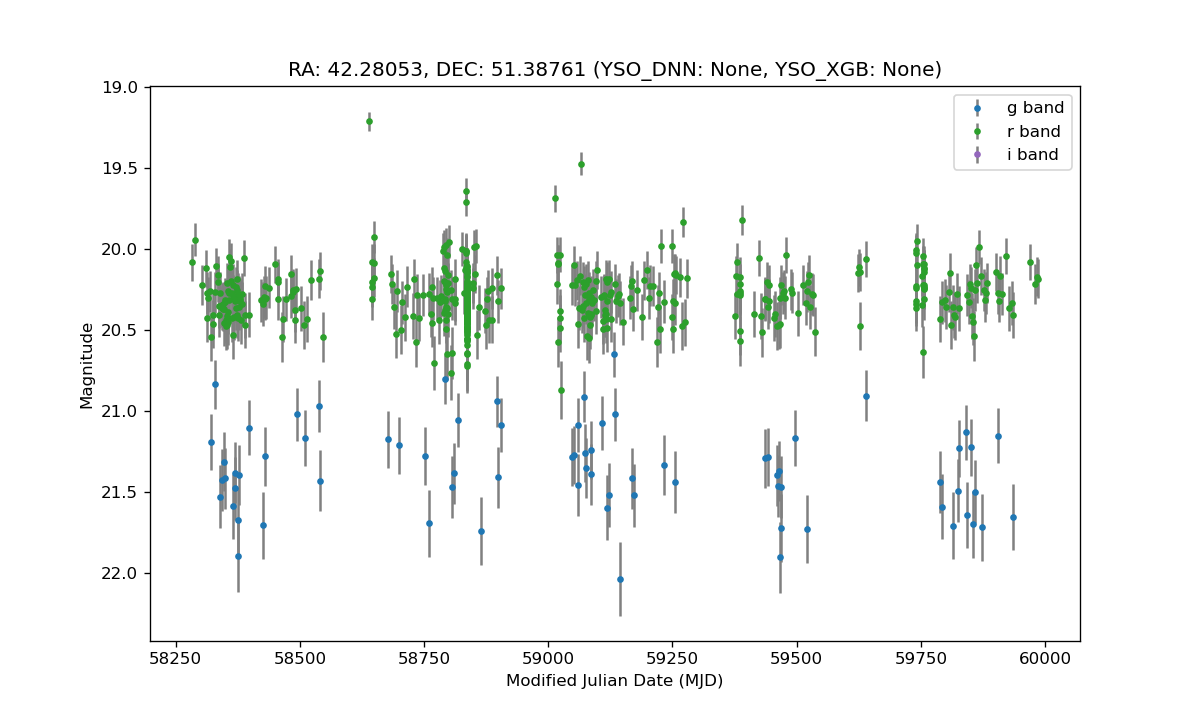 RA: 42.28053, DEC: 51.38761 (YSO_DNN: None, YSO_XGB: None)
19.0
19.5
20.0
20.5
21.0
21.5
22.0
Magnitude
g band
r band
i band
58250 58500 58750 59000 59250 59500 59750 60000
Modified Julian Date (MJD)